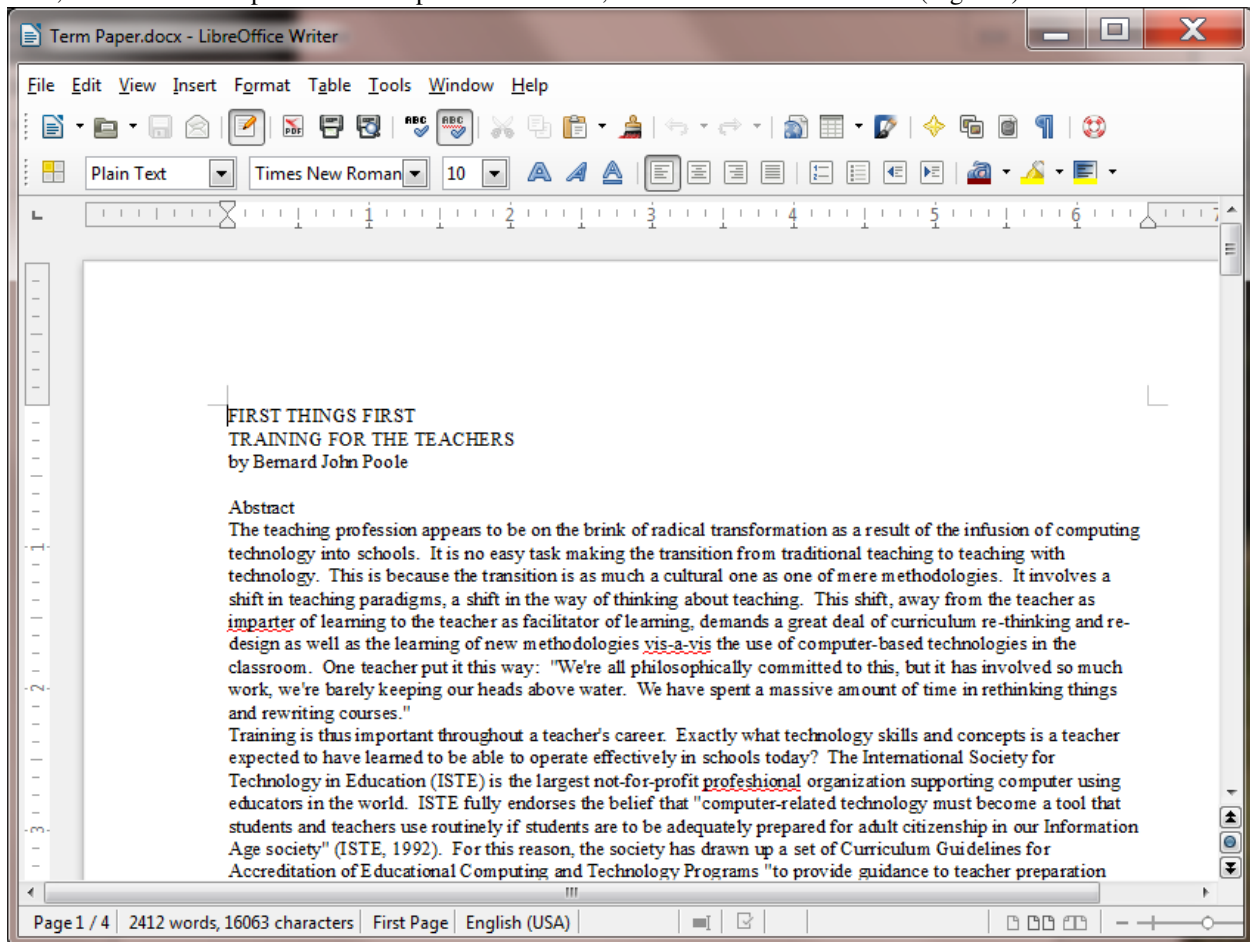 Term Paper.docx - LibreOffice Writer
File Edit View Insert Format Table Tools Window Help
PDF ABC ABC
Plain Text Times New Roman 10
1 2 3 4 5 6 7
FIRST THINGS FIRST
TRAINING FOR THE TEACHERS
by Bernard John Poole
Abstract
The teaching profession appears to be on the brink of radical transformation as a result of the infusion of computing
technology into schools.  It is no easy task making the transition from traditional teaching to teaching with
technology.  This is because the transition is as much a cultural one as one of mere methodologies.  It involves a
shift in teaching paradigms, a shift in the way of thinking about teaching.  This shift, away from the teacher as
imparter of learning to the teacher as facilitator of learning, demands a great deal of curriculum re-thinking and re-
design as well as the learning of new methodologies vis-a-vis the use of computer-based technologies in the
classroom.  One teacher put it this way:  "We're all philosophically committed to this, but it has involved so much
work, we're barely keeping our heads above water.  We have spent a massive amount of time in rethinking things
and rewriting courses."
Training is thus important throughout a teacher's career.  Exactly what technology skills and concepts is a teacher
expected to have learned to be able to operate effectively in schools today?  The International Society for
Technology in Education (ISTE) is the largest not-for-profit profeshional organization supporting computer using
educators in the world.  ISTE fully endorses the belief that "computer-related technology must become a tool that
students and teachers use routinely if students are to be adequately prepared for adult citizenship in our Information
Age society" (ISTE, 1992).  For this reason, the society has drawn up a set of Curriculum Guidelines for
Accreditation of Educational Computing and Technology Programs "to provide guidance to teacher preparation
1
2
3
Page 1 / 4 2412 words, 16063 characters First Page English (USA)